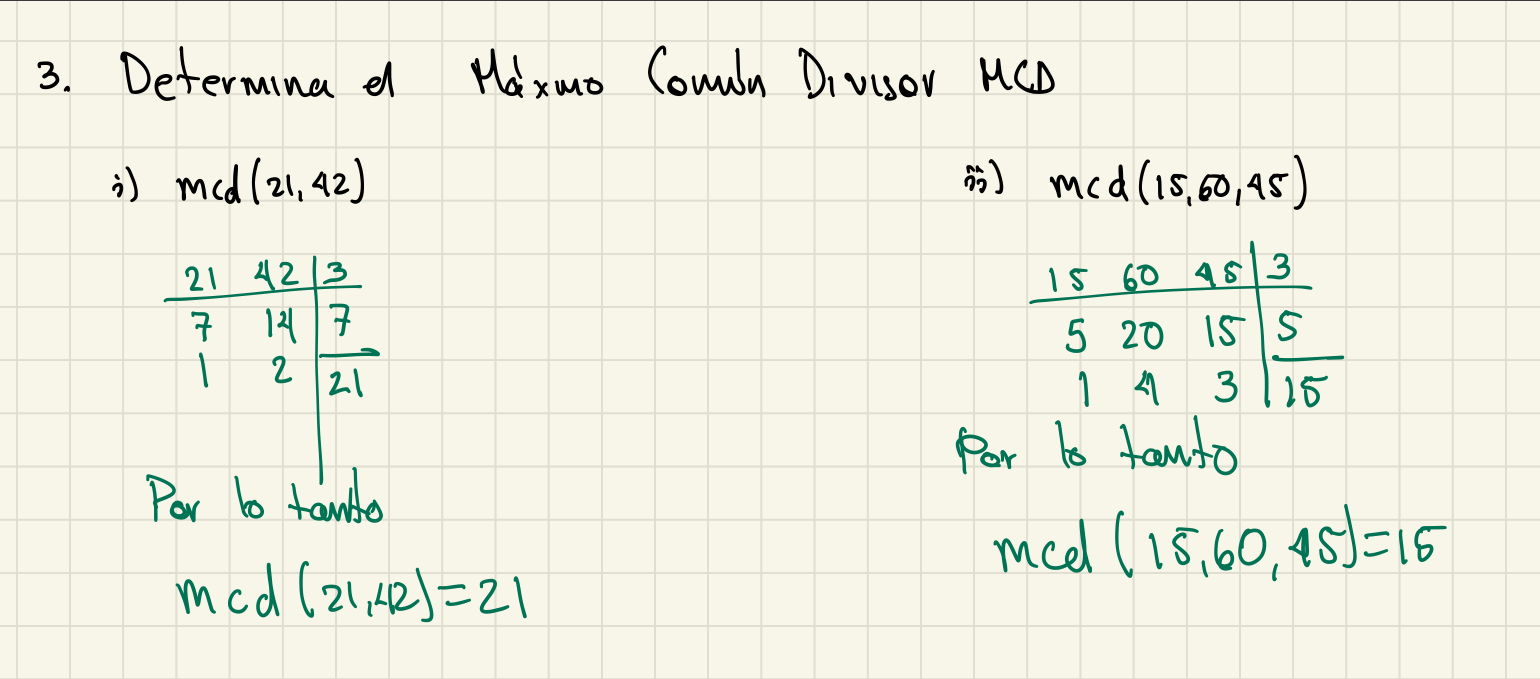 3. Determina el Máximo Común Divisor MCD
i) mcd(21, 42)
21 42 | 3
7 14 | 7
1 2 | 21
Por lo tanto
mcd(21,42)=21
ii) mcd(15,60,45)
15 60 45 | 3
5 20 15 | 5
1 4 3 | 15
Por lo tanto
mcd(15,60,45)=15